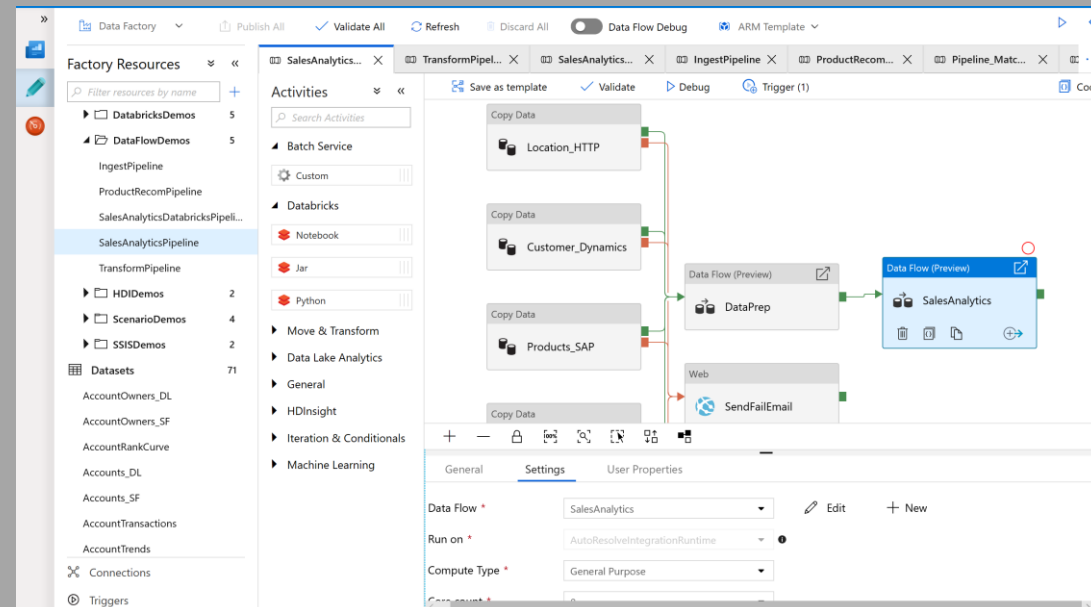 »
Data Factory
Publish All
Validate All
Refresh
Discard All
Data Flow Debug
ARM Template
Factory Resources
Filter resources by name
DatabricksDemos 5
DataFlowDemos 5
IngestPipeline
ProductRecomPipeline
SalesAnalyticsDatabricksPipeli...
SalesAnalyticsPipeline
TransformPipeline
HDIDemos 2
ScenarioDemos 4
SSISDemos 2
Datasets 71
AccountOwners_DL
AccountOwners_SF
AccountRankCurve
Accounts_DL
Accounts_SF
AccountTransactions
AccountTrends
Connections
Triggers
SalesAnalytics...
TransformPipel...
SalesAnalytics...
IngestPipeline
ProductRecom...
Pipeline_Matc...
Activities
Search Activities
Batch Service
Custom
Databricks
Notebook
Jar
Python
Move & Transform
Data Lake Analytics
General
HDInsight
Iteration & Conditionals
Machine Learning
Save as template
Validate
Debug
Trigger (1)
Copy Data
Location_HTTP
Copy Data
Customer_Dynamics
Copy Data
Products_SAP
Copy Data
Data Flow (Preview)
DataPrep
Web
SendFailEmail
Data Flow (Preview)
SalesAnalytics
100%
General
Settings
User Properties
Data Flow *
SalesAnalytics
Edit
New
Run on *
AutoResolveIntegrationRuntime
Compute Type *
General Purpose